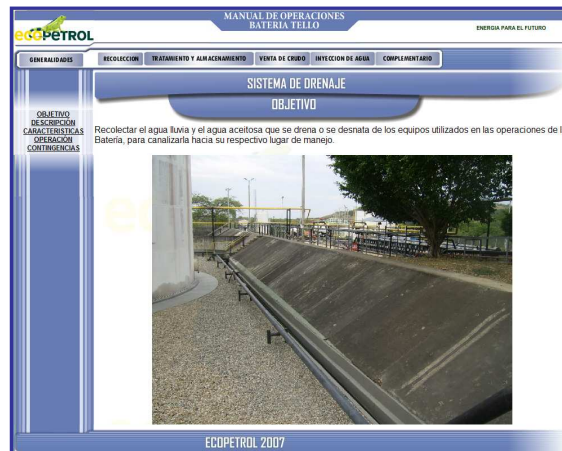 MANUAL DE OPERACIONES
BATERIA TELLO
ecoPETROL
ENERGIA PARA EL FUTURO
GENERALIDADES
RECOLECCION TRATAMIENTO Y ALMACENAMIENTO VENTA DE CRUDO INYECCION DE AGUA COMPLEMENTARIO
SISTEMA DE DRENAJE
OBJETIVO
OBJETIVO
DESCRIPCIÓN
CARACTERISTICAS
OPERACIÓN
CONTINGENCIAS
Recolectar el agua lluvia y el agua aceitosa que se drena o se desnata de los equipos utilizados en las operaciones de l
Batería, para canalizarla hacia su respectivo lugar de manejo.
ECOPETROL 2007